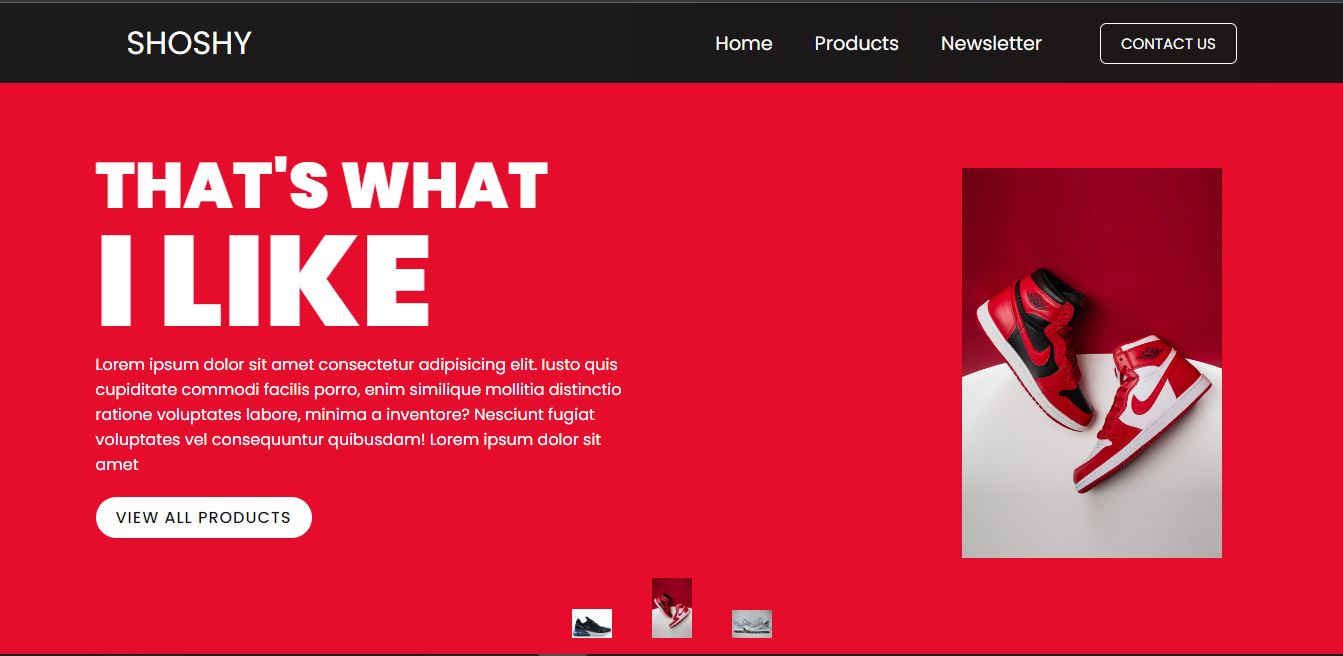 SHOSHY
Home
Products
Newsletter
CONTACT US
THAT'S WHAT
I LIKE
Lorem ipsum dolor sit amet consectetur adipisicing elit. Iusto quis
cupiditate commodi facilis porro, enim similique mollitia distinctio
ratione voluptates labore, minima a inventore? Nesciunt fugiat
voluptates vel consequuntur quibusdam! Lorem ipsum dolor sit
amet
VIEW ALL PRODUCTS